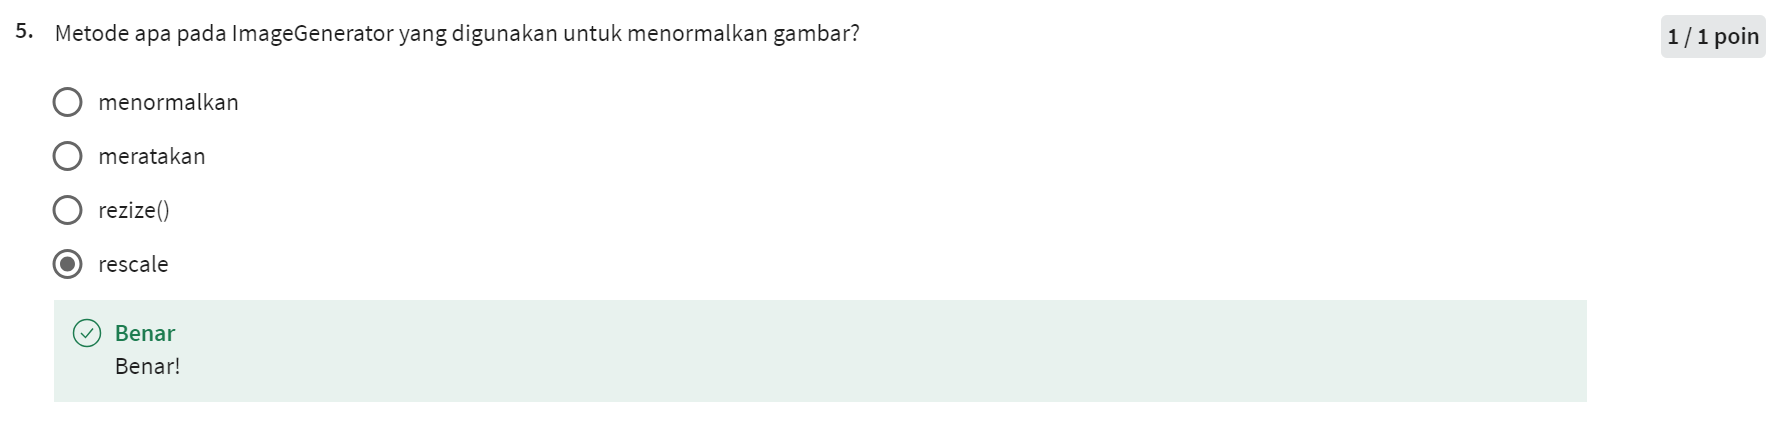 5. Metode apa pada ImageGenerator yang digunakan untuk menormalkan gambar?
1 / 1 poin
menormalkan
meratakan
rezize()
rescale
Benar
Benar!